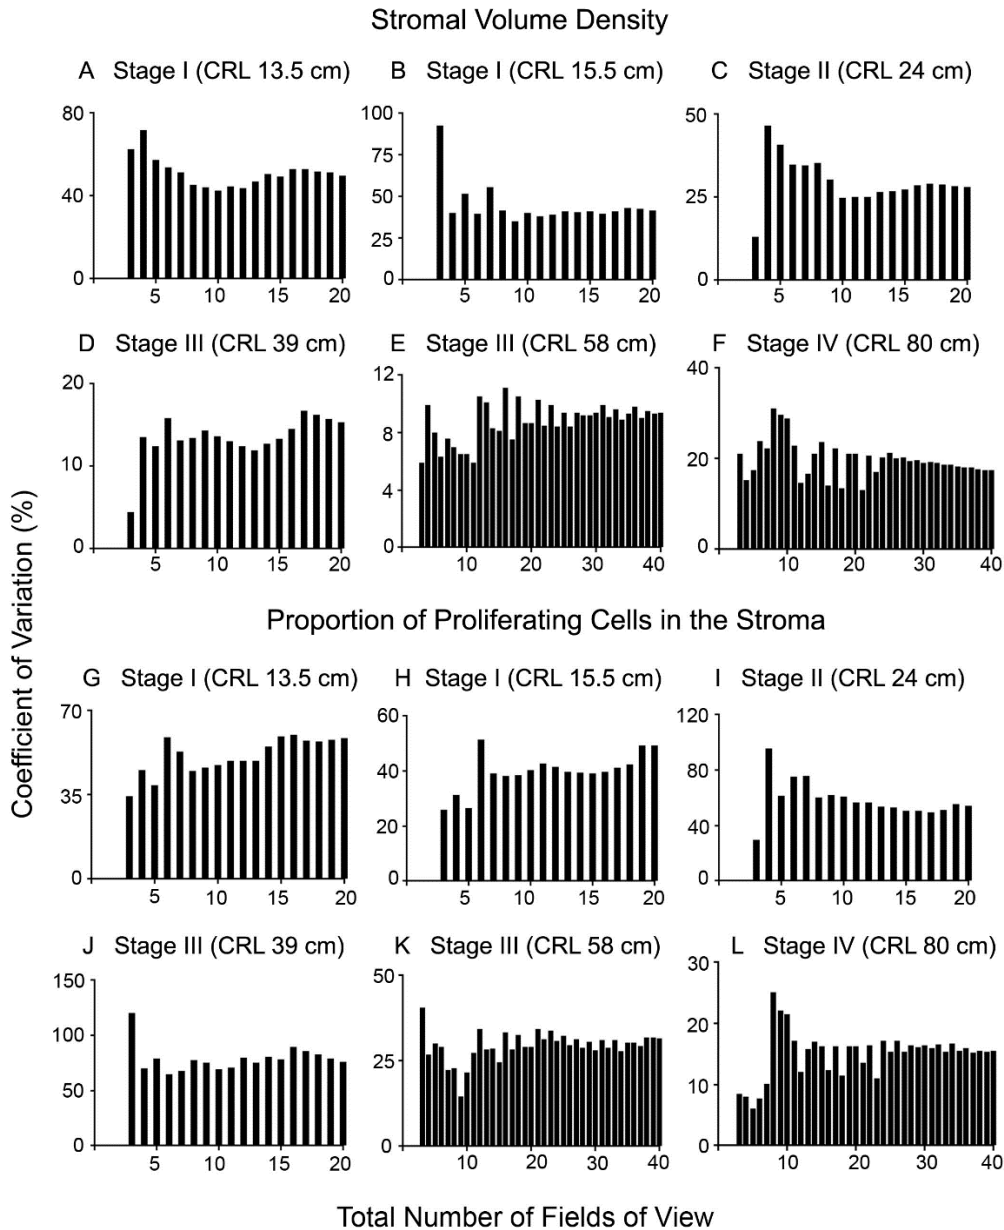 Stromal Volume Density
A Stage I (CRL 13.5 cm)
80
40
0
5 10 15 20
B Stage I (CRL 15.5 cm)
100
75
50
25
0
5 10 15 20
C Stage II (CRL 24 cm)
50
25
0
5 10 15 20
D Stage III (CRL 39 cm)
20
10
0
5 10 15 20
E Stage III (CRL 58 cm)
12
8
4
0
10 20 30 40
F Stage IV (CRL 80 cm)
40
20
0
10 20 30 40
Coefficient of Variation (%)
Proportion of Proliferating Cells in the Stroma
G Stage I (CRL 13.5 cm)
70
35
0
5 10 15 20
H Stage I (CRL 15.5 cm)
60
40
20
0
5 10 15 20
I Stage II (CRL 24 cm)
120
80
40
0
5 10 15 20
J Stage III (CRL 39 cm)
150
100
50
0
5 10 15 20
K Stage III (CRL 58 cm)
50
25
0
10 20 30 40
L Stage IV (CRL 80 cm)
30
20
10
0
10 20 30 40
Total Number of Fields of View